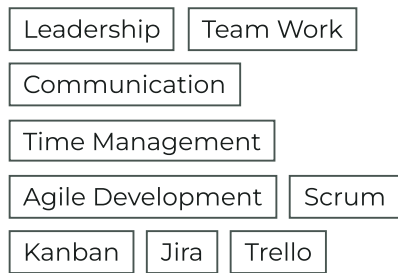 Leadership Team Work
Communication
Time Management
Agile Development Scrum
Kanban Jira Trello